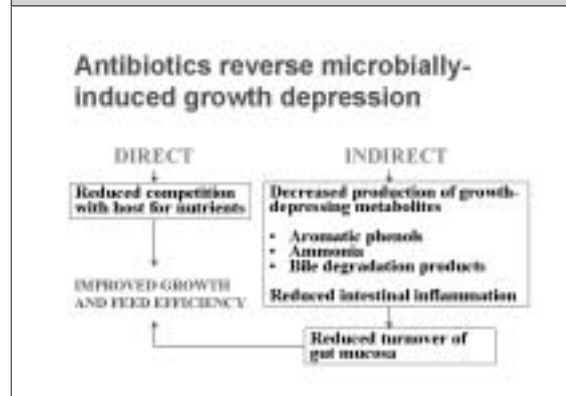 Antibiotics reverse microbially-
induced growth depression
DIRECT
Reduced competition
with host for nutrients
IMPROVED GROWTH
AND FEED EFFICIENCY
INDIRECT
Decreased production of growth-
depressing metabolites
• Aromatic phenols
• Ammonia
• Bile degradation products
Reduced intestinal inflammation
Reduced turnover of
gut mucosa